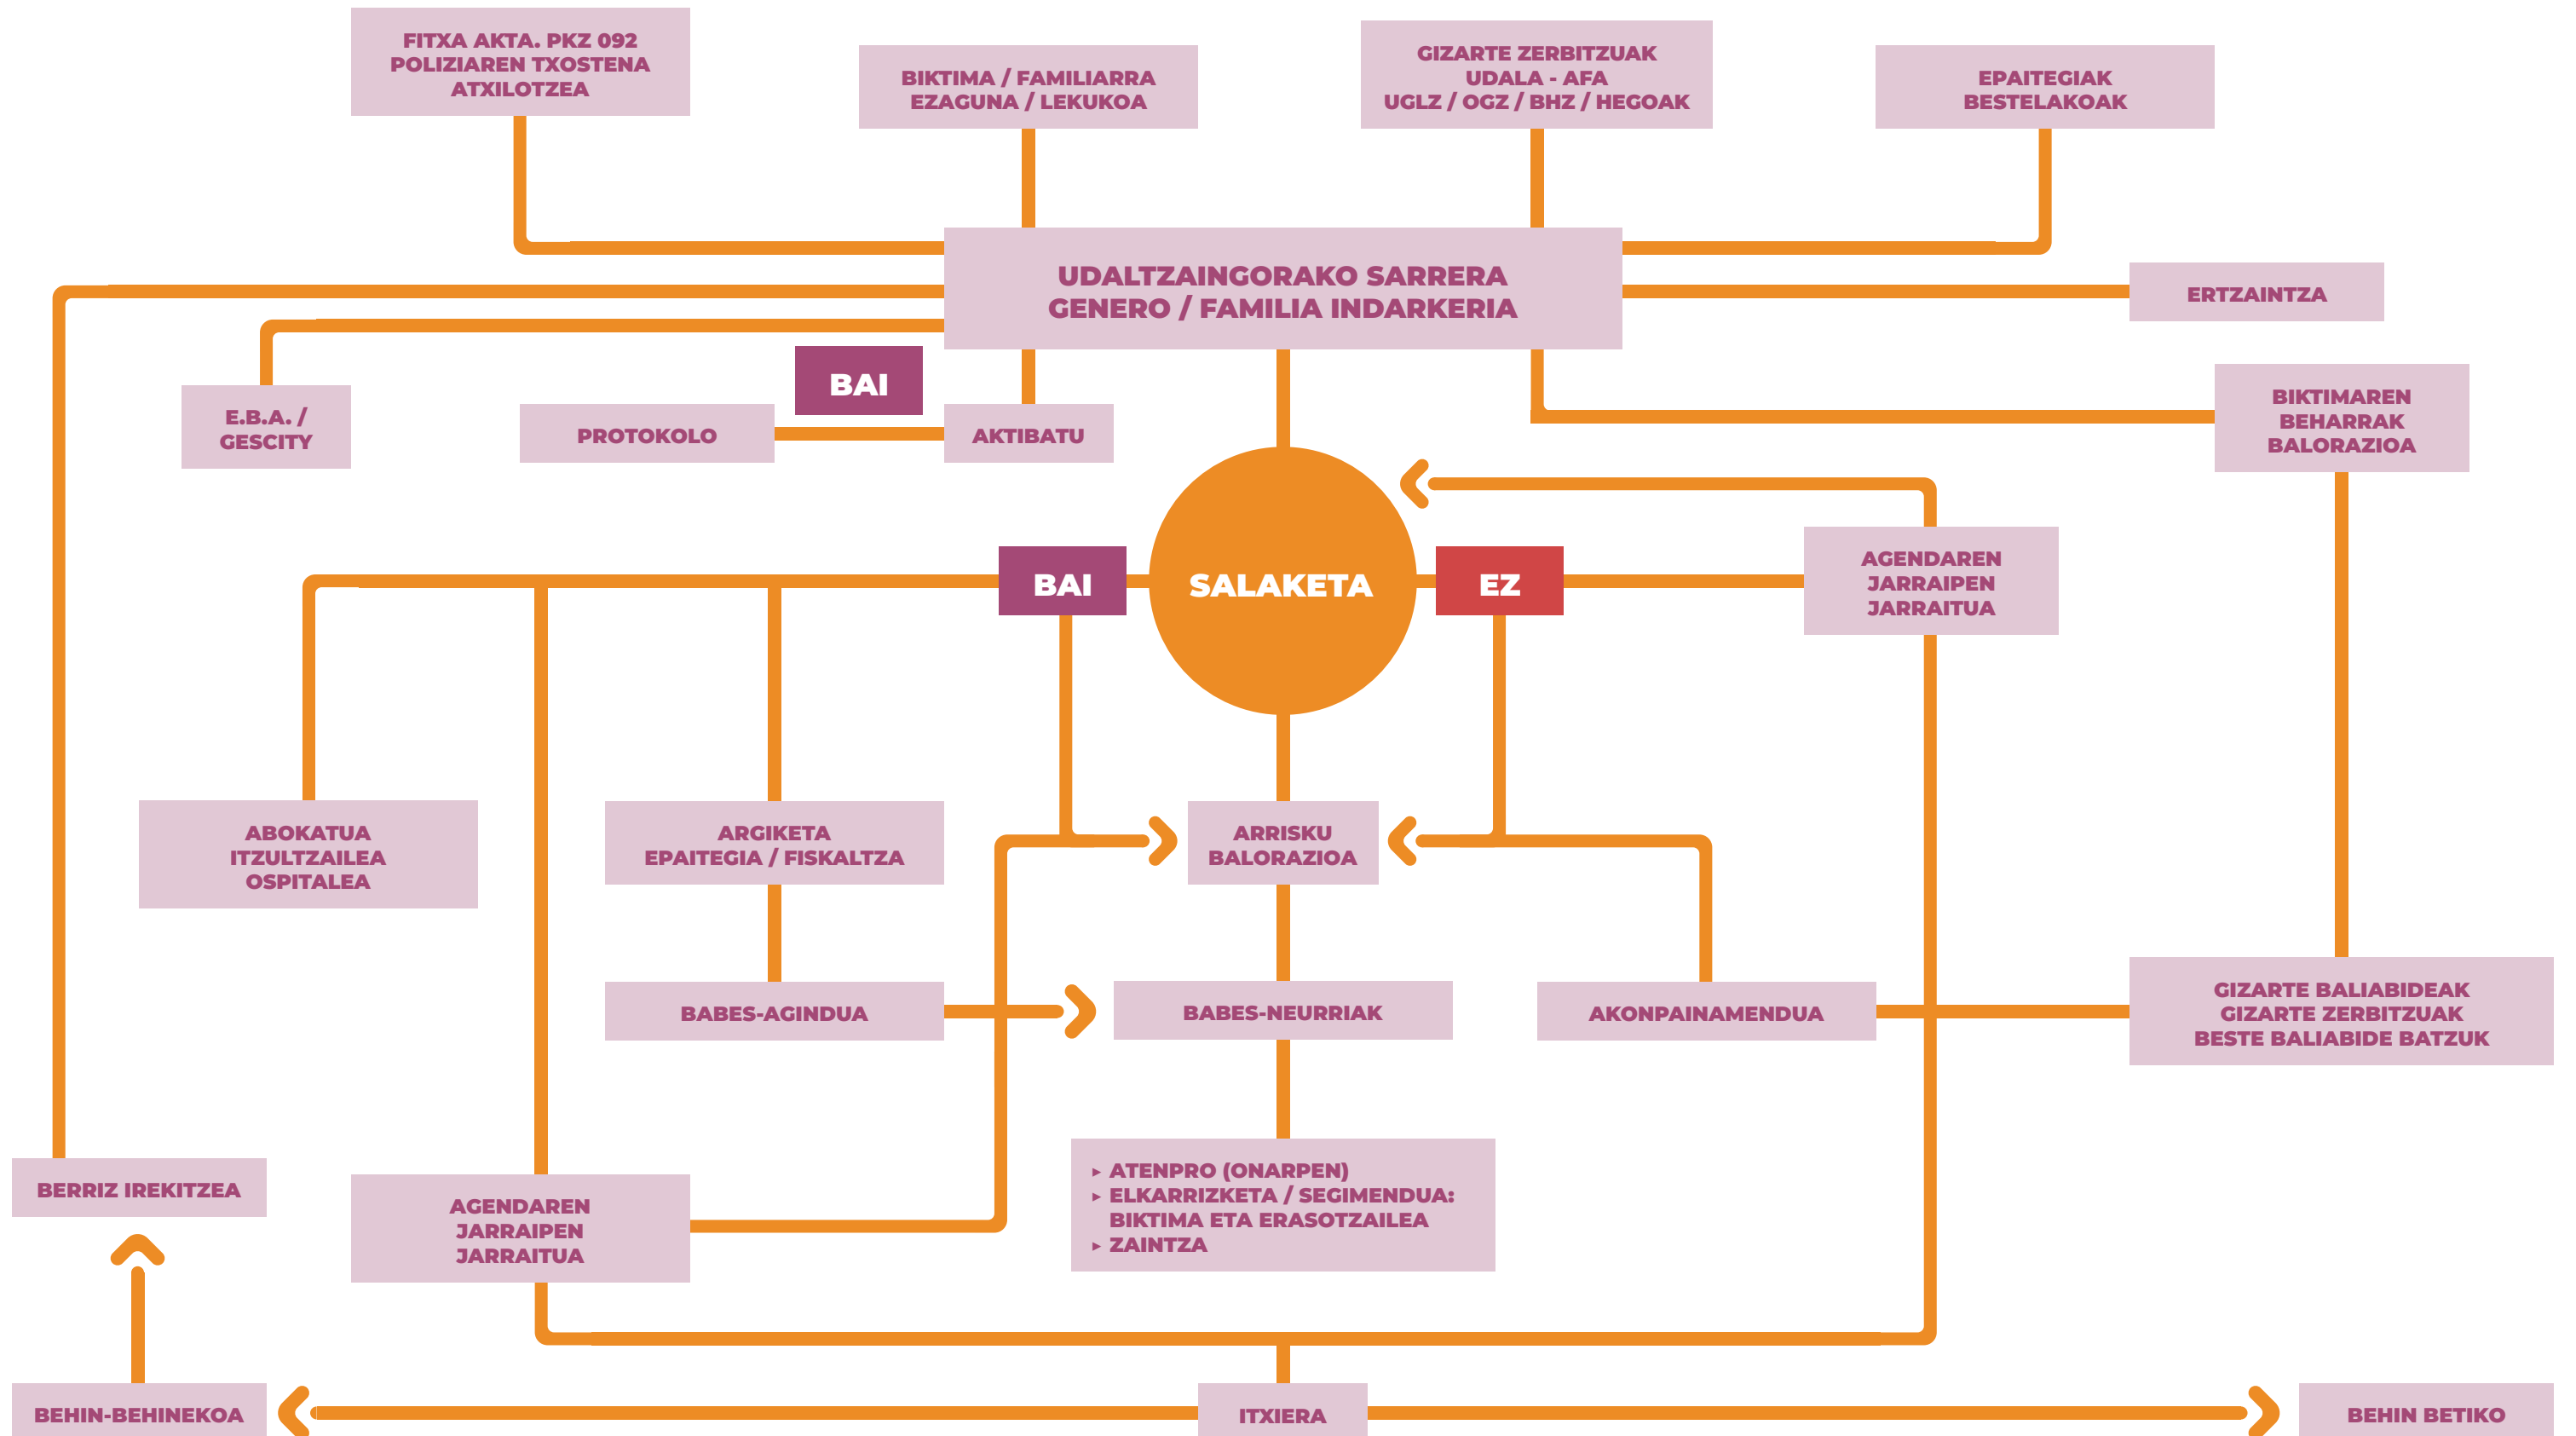 FITXA AKTA. PKZ 092
POLIZIAREN TXOSTENA
ATXILOTZEA
BIKTIMA / FAMILIARRA
EZAGUNA / LEKUKOA
GIZARTE ZERBITZUAK
UDALA - AFA
UGLZ / OGZ / BHZ / HEGOAK
EPAITEGIAK
BESTELAKOAK
UDALTZAINGORAKO SARRERA
GENERO / FAMILIA INDARKERIA
ERTZAINTZA
E.B.A. /
GESCITY
PROTOKOLO
BAI
AKTIBATU
BIKTIMAREN
BEHARRAK
BALORAZIOA
BAI
SALAKETA
EZ
AGENDAREN
JARRAIPEN
JARRAITUA
ABOKATUA
ITZULTZAILEA
OSPITALEA
ARGIKETA
EPAITEGIA / FISKALTZA
ARRISKU
BALORAZIOA
BABES-AGINDUA
BABES-NEURRIAK
AKONPAINAMENDUA
GIZARTE BALIABIDEAK
GIZARTE ZERBITZUAK
BESTE BALIABIDE BATZUK
BERRIZ IREKITZEA
AGENDAREN
JARRAIPEN
JARRAITUA
▸ ATENPRO (ONARPEN)
▸ ELKARRIZKETA / SEGIMENDUA:
BIKTIMA ETA ERASOTZAILEA
▸ ZAINTZA
BEHIN-BEHINEKOA
ITXIERA
BEHIN BETIKO